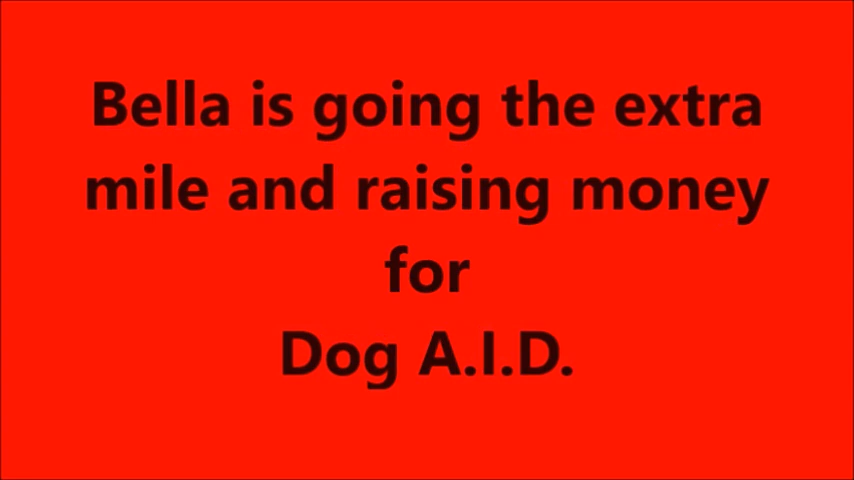 Bella is going the extra
mile and raising money
for
Dog A.I.D.